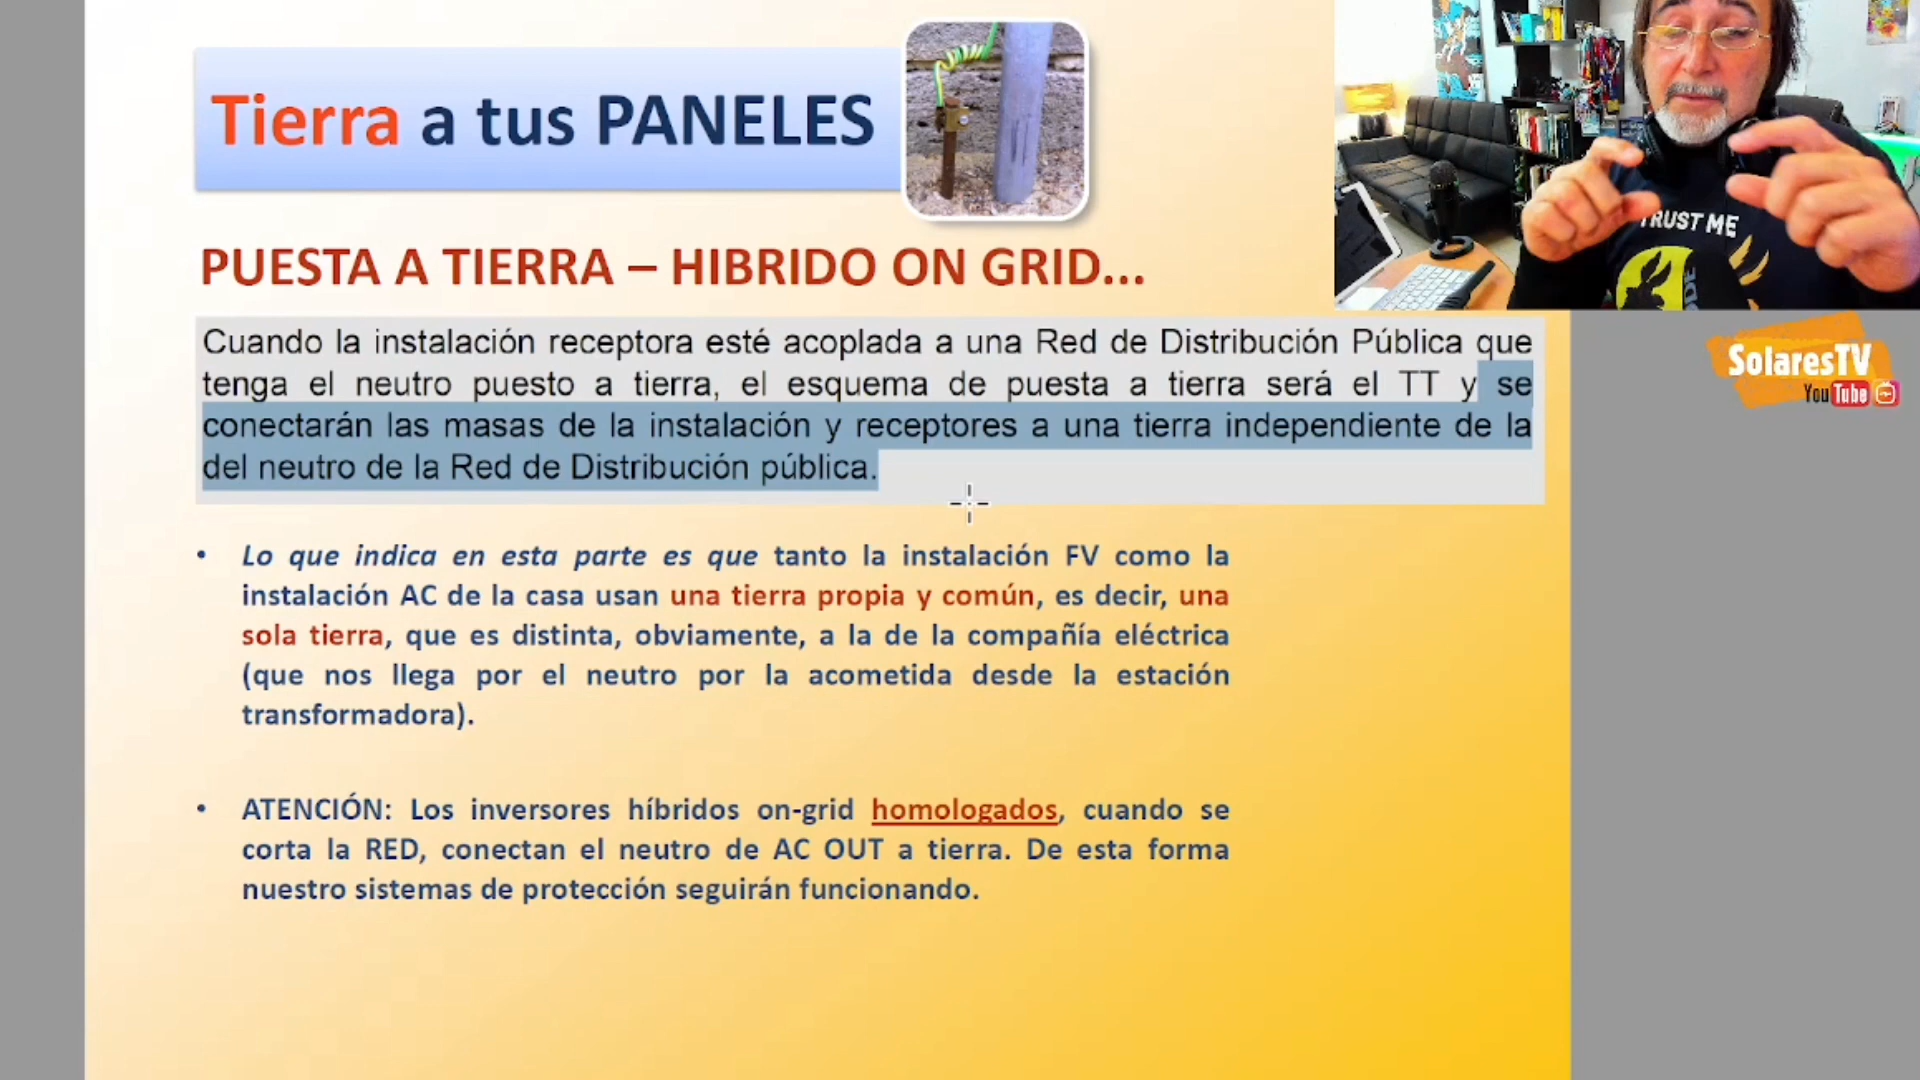 Tierra a tus PANELES
PUESTA A TIERRA – HIBRIDO ON GRID...
Cuando la instalación receptora esté acoplada a una Red de Distribución Pública que
tenga el neutro puesto a tierra, el esquema de puesta a tierra será el TT y se
conectarán las masas de la instalación y receptores a una tierra independiente de la
del neutro de la Red de Distribución pública.
• Lo que indica en esta parte es que tanto la instalación FV como la
instalación AC de la casa usan una tierra propia y común, es decir, una
sola tierra, que es distinta, obviamente, a la de la compañía eléctrica
(que nos llega por el neutro por la acometida desde la estación
transformadora).
• ATENCIÓN: Los inversores híbridos on-grid homologados, cuando se
corta la RED, conectan el neutro de AC OUT a tierra. De esta forma
nuestro sistemas de protección seguirán funcionando.
TRUST ME
SolaresTV
YouTube